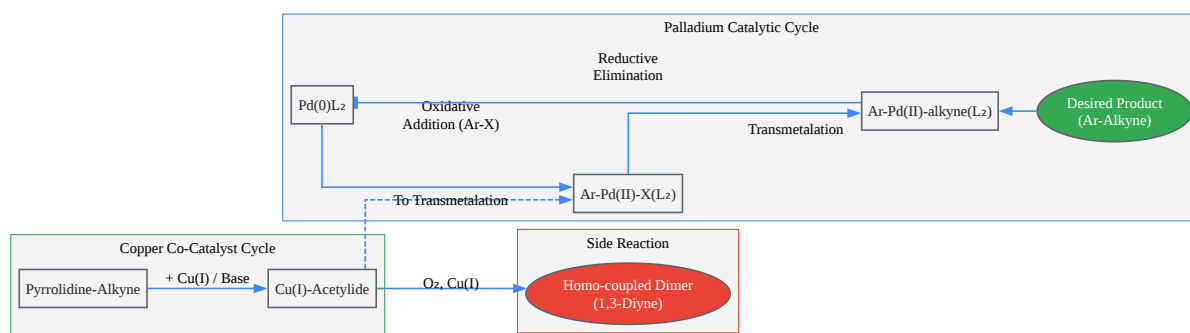 Palladium Catalytic Cycle
Reductive
Elimination
Pd(0)L₂
Oxidative
Addition (Ar-X)
Ar-Pd(II)-alkyne(L₂)
Desired Product
(Ar-Alkyne)
Transmetalation
To Transmetalation
Ar-Pd(II)-X(L₂)
Copper Co-Catalyst Cycle
Pyrrolidine-Alkyne
+ Cu(I) / Base
Cu(I)-Acetylide
O₂, Cu(I)
Side Reaction
Homo-coupled Dimer
(1,3-Diyne)